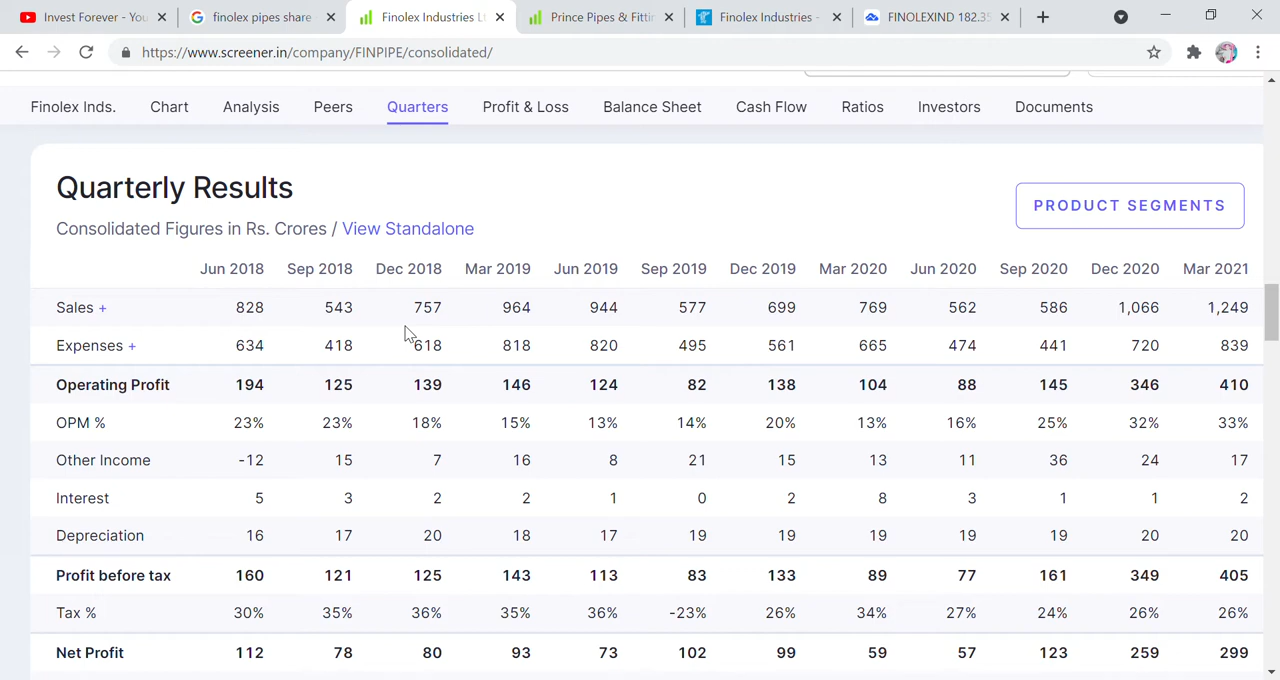 Invest Forever - You finolex pipes share Finolex Industries Lt Prince Pipes & Fittin Finolex Industries - FINOLEXIND 182.35
https://www.screener.in/company/FINPIPE/consolidated/
Finolex Inds. Chart Analysis Peers Quarters Profit & Loss Balance Sheet Cash Flow Ratios Investors Documents
Quarterly Results
PRODUCT SEGMENTS
Consolidated Figures in Rs. Crores / View Standalone
Jun 2018 Sep 2018 Dec 2018 Mar 2019 Jun 2019 Sep 2019 Dec 2019 Mar 2020 Jun 2020 Sep 2020 Dec 2020 Mar 2021
Sales + 828 543 757 964 944 577 699 769 562 586 1,066 1,249
Expenses + 634 418 618 818 820 495 561 665 474 441 720 839
Operating Profit 194 125 139 146 124 82 138 104 88 145 346 410
OPM % 23% 23% 18% 15% 13% 14% 20% 13% 16% 25% 32% 33%
Other Income -12 15 7 16 8 21 15 13 11 36 24 17
Interest 5 3 2 2 1 0 2 8 3 1 1 2
Depreciation 16 17 20 18 17 19 19 19 19 19 20 20
Profit before tax 160 121 125 143 113 83 133 89 77 161 349 405
Tax % 30% 35% 36% 35% 36% -23% 26% 34% 27% 24% 26% 26%
Net Profit 112 78 80 93 73 102 99 59 57 123 259 299